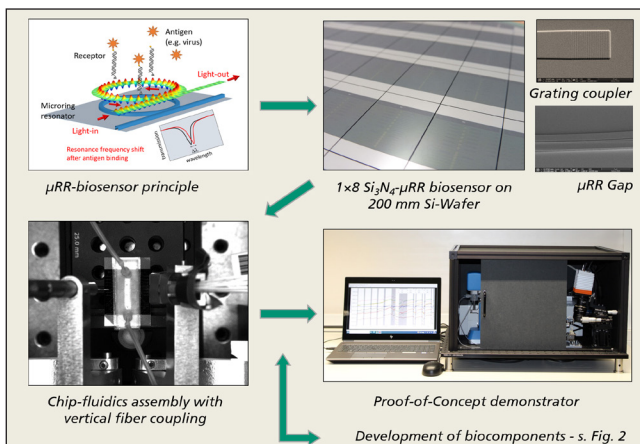 Antigen
(e.g. virus)
Receptor
Light-out
Microring
resonator
Light-in
Resonance frequency shift
after antigen binding
transmission
Δλ
wavelength
µRR-biosensor principle
Grating coupler
1×8 Si₃N₄-µRR biosensor on
200 mm Si-Wafer
µRR Gap
25.0 mm
Chip-fluidics assembly with
vertical fiber coupling
Proof-of-Concept demonstrator
Development of biocomponents - s. Fig. 2